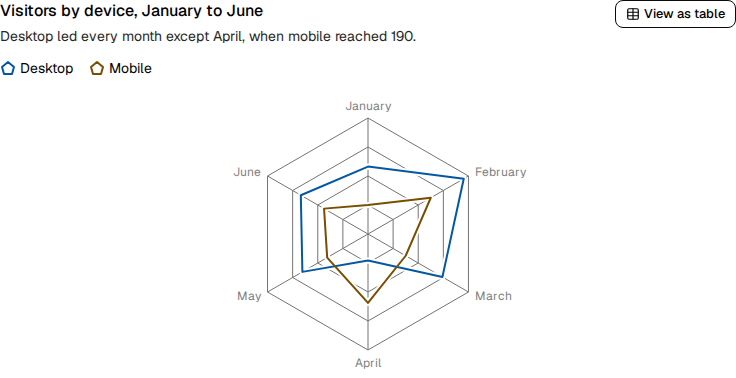 Visitors by device, January to June
View as table
Desktop led every month except April, when mobile reached 190.
Desktop Mobile
January
June February
May March
April